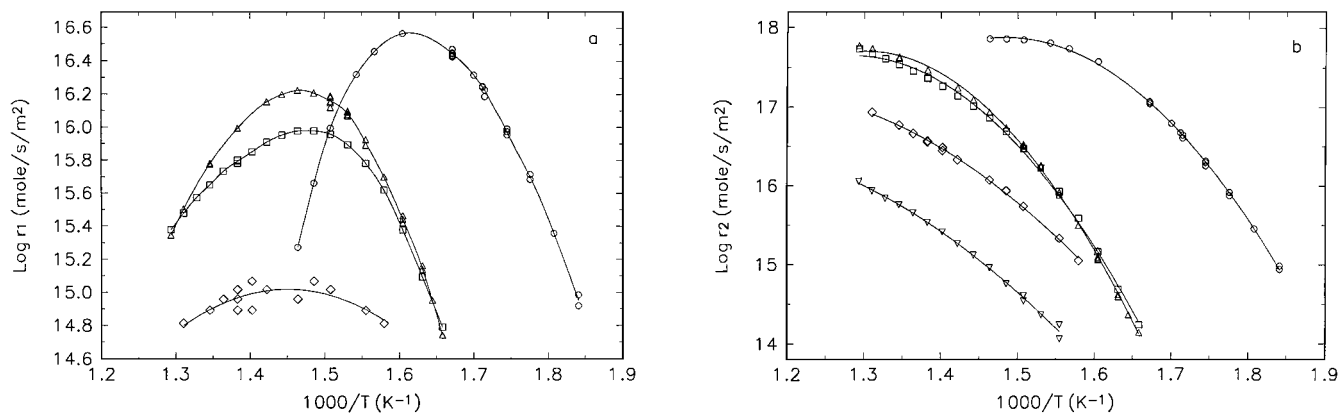 a
Log r1 (mole/s/m2)
16.6
16.4
16.2
16.0
15.8
15.6
15.4
15.2
15.0
14.8
14.6
1.2 1.3 1.4 1.5 1.6 1.7 1.8 1.9
1000/T (K⁻¹)
b
Log r2 (mole/s/m2)
18
17
16
15
14
1.2 1.3 1.4 1.5 1.6 1.7 1.8 1.9
1000/T (K⁻¹)